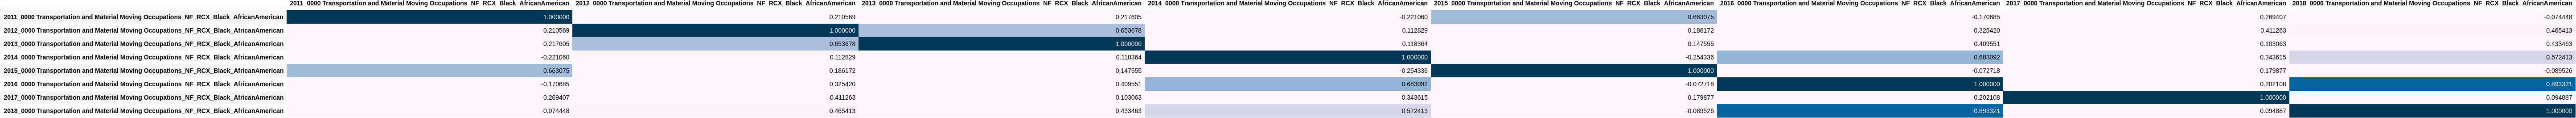 2011_0000 Transportation and Material Moving Occupations_NF_RCX_Black_AfricanAmerican 2012_0000 Transportation and Material Moving Occupations_NF_RCX_Black_AfricanAmerican 2013_0000 Transportation and Material Moving Occupations_NF_RCX_Black_AfricanAmerican 2014_0000 Transportation and Material Moving Occupations_NF_RCX_Black_AfricanAmerican 2015_0000 Transportation and Material Moving Occupations_NF_RCX_Black_AfricanAmerican 2016_0000 Transportation and Material Moving Occupations_NF_RCX_Black_AfricanAmerican 2017_0000 Transportation and Material Moving Occupations_NF_RCX_Black_AfricanAmerican 2018_0000 Transportation and Material Moving Occupations_NF_RCX_Black_AfricanAmerican
2011_0000 Transportation and Material Moving Occupations_NF_RCX_Black_AfricanAmerican 1.000000 0.210569 0.217605 -0.221060 0.663075 -0.170685 0.269407 -0.074448
2012_0000 Transportation and Material Moving Occupations_NF_RCX_Black_AfricanAmerican 0.210569 1.000000 0.653678 0.112829 0.186172 0.325420 0.411263 0.465413
2013_0000 Transportation and Material Moving Occupations_NF_RCX_Black_AfricanAmerican 0.217605 0.653678 1.000000 0.118364 0.147555 0.409551 0.103063 0.433463
2014_0000 Transportation and Material Moving Occupations_NF_RCX_Black_AfricanAmerican -0.221060 0.112829 0.118364 1.000000 -0.254336 0.683092 0.343615 0.572413
2015_0000 Transportation and Material Moving Occupations_NF_RCX_Black_AfricanAmerican 0.663075 0.186172 0.147555 -0.254336 1.000000 -0.072718 0.179877 -0.089526
2016_0000 Transportation and Material Moving Occupations_NF_RCX_Black_AfricanAmerican -0.170685 0.325420 0.409551 0.683092 -0.072718 1.000000 0.202108 0.893321
2017_0000 Transportation and Material Moving Occupations_NF_RCX_Black_AfricanAmerican 0.269407 0.411263 0.103063 0.343615 0.179877 0.202108 1.000000 0.094887
2018_0000 Transportation and Material Moving Occupations_NF_RCX_Black_AfricanAmerican -0.074448 0.465413 0.433463 0.572413 -0.089526 0.893321 0.094887 1.000000